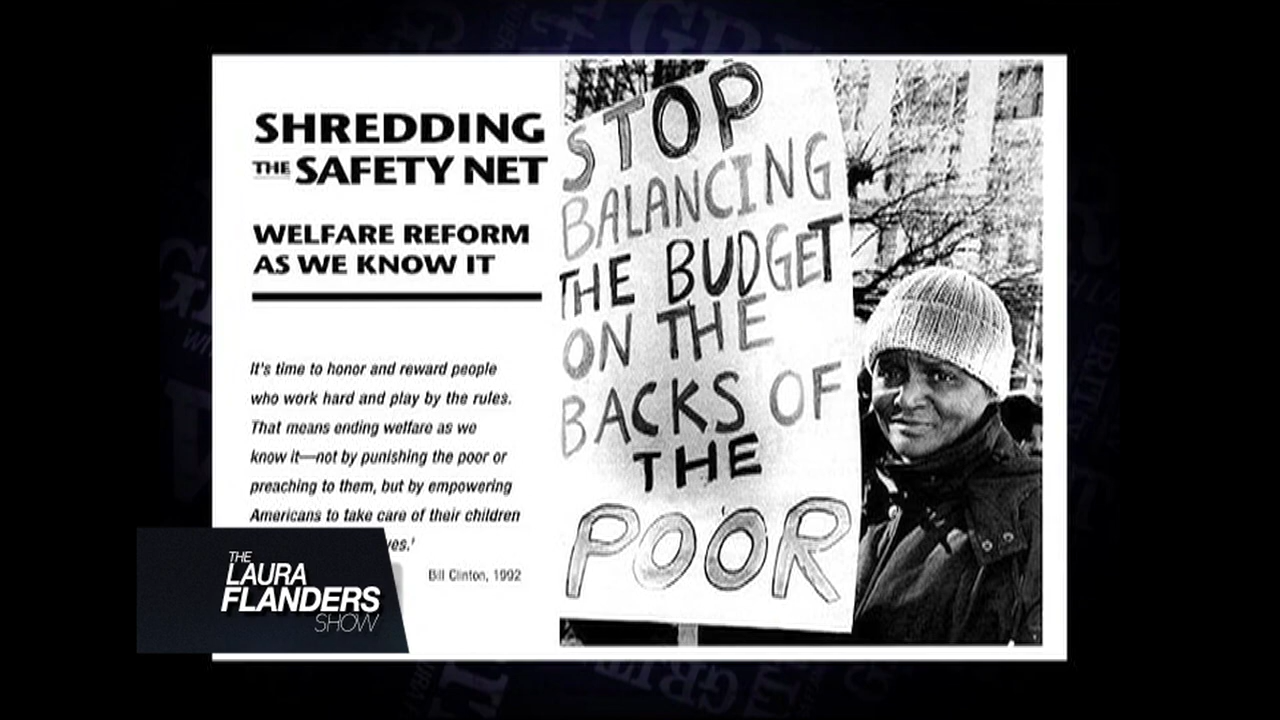 SHREDDING
THE SAFETY NET
WELFARE REFORM
AS WE KNOW IT
It's time to honor and reward people
who work hard and play by the rules.
That means ending welfare as we
know it—not by punishing the poor or
preaching to them, but by empowering
Americans to take care of their children
Bill Clinton, 1992
STOP
BALANCING
THE BUDGET
ON THE
BACKS OF
THE
POOR
THE
LAURA
FLANDERS
SHOW